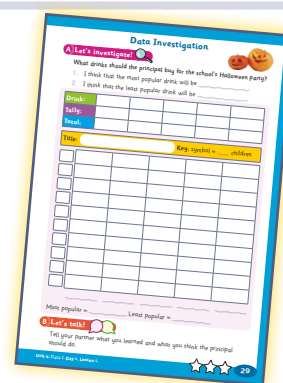 Data Investigation
A Let's investigate!
What drinks should the principal buy for the school's Halloween party?
1. I think that the most popular drink will be
2. I think that the least popular drink will be
Drink:
Tally:
Total:
Title: Key: symbol = ____ children
Most popular = ________ Least popular = ________
B Let's talk!
Tell your partner what you learned and what you think the principal
should do.
29